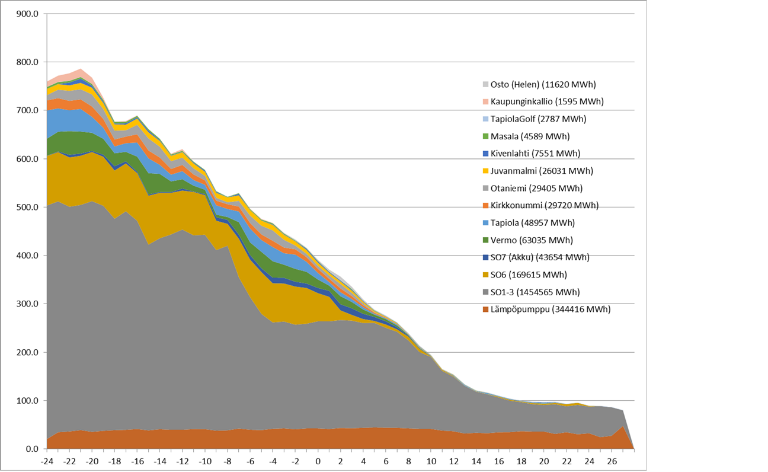 900.0
800.0
700.0
600.0
500.0
400.0
300.0
200.0
100.0
0.0
Osto (Helen) (11620 MWh)
Kaupunginkallio (1595 MWh)
TapiolaGolf (2787 MWh)
Masala (4589 MWh)
Kivenlahti (7551 MWh)
Juvanmalmi (26031 MWh)
Otaniemi (29405 MWh)
Kirkkonummi (29720 MWh)
Tapiola (48957 MWh)
Vermo (63035 MWh)
SO7 (Akku) (43654 MWh)
SO6 (169615 MWh)
SO1-3 (1454565 MWh)
Lämpöpumppu (344416 MWh)
-24 -22 -20 -18 -16 -14 -12 -10 -8 -6 -4 -2 0 2 4 6 8 10 12 14 16 18 20 22 24 26